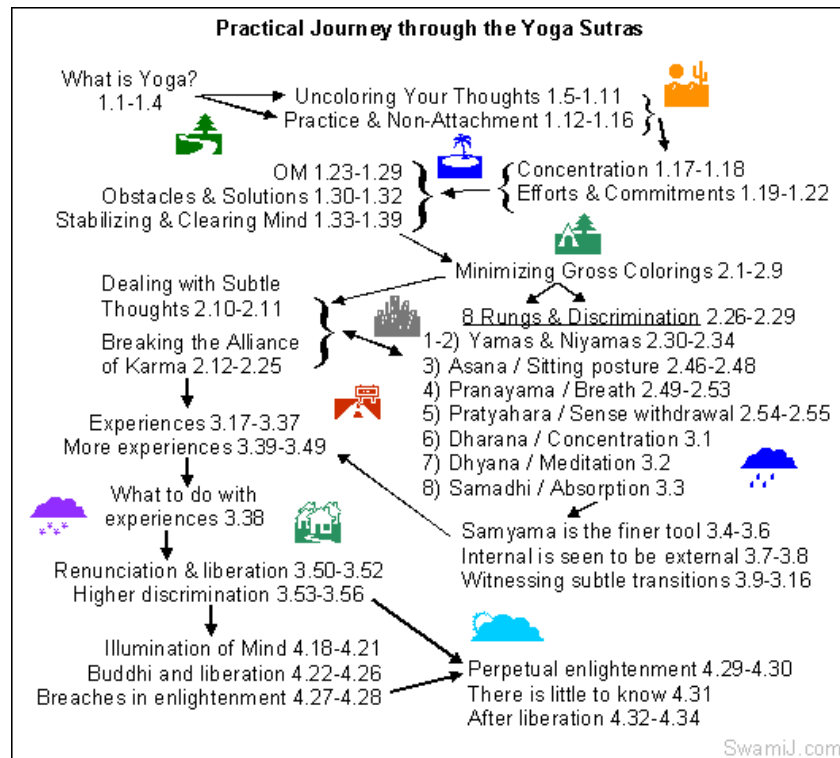 Practical Journey through the Yoga Sutras
What is Yoga?
1.1-1.4
Uncoloring Your Thoughts 1.5-1.11
Practice & Non-Attachment 1.12-1.16
Concentration 1.17-1.18
Efforts & Commitments 1.19-1.22
OM 1.23-1.29
Obstacles & Solutions 1.30-1.32
Stabilizing & Clearing Mind 1.33-1.39
Minimizing Gross Colorings 2.1-2.9
Dealing with Subtle
Thoughts 2.10-2.11
Breaking the Alliance
of Karma 2.12-2.25
8 Rungs & Discrimination 2.26-2.29
1-2) Yamas & Niyamas 2.30-2.34
3) Asana / Sitting posture 2.46-2.48
4) Pranayama / Breath 2.49-2.53
5) Pratyahara / Sense withdrawal 2.54-2.55
6) Dharana / Concentration 3.1
7) Dhyana / Meditation 3.2
8) Samadhi / Absorption 3.3
Experiences 3.17-3.37
More experiences 3.39-3.49
What to do with
experiences 3.38
Samyama is the finer tool 3.4-3.6
Internal is seen to be external 3.7-3.8
Witnessing subtle transitions 3.9-3.16
Renunciation & liberation 3.50-3.52
Higher discrimination 3.53-3.56
Illumination of Mind 4.18-4.21
Buddhi and liberation 4.22-4.26
Breaches in enlightenment 4.27-4.28
Perpetual enlightenment 4.29-4.30
There is little to know 4.31
After liberation 4.32-4.34
SwamiJ.com